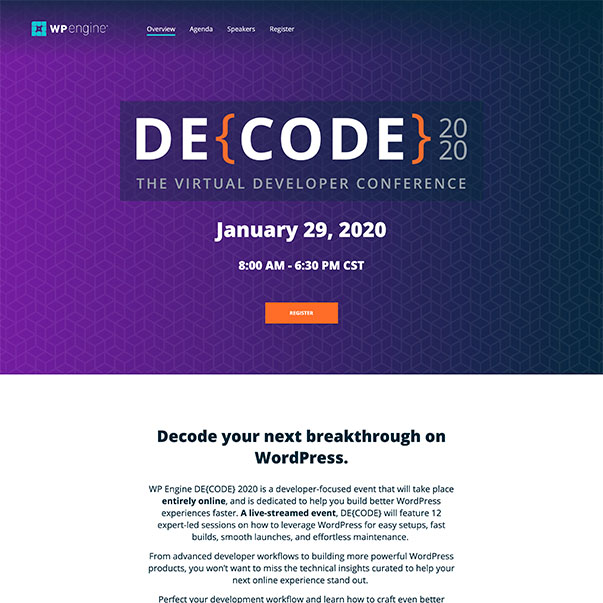 WPengine
Overview Agenda Speakers Register
DE{CODE} 2020
THE VIRTUAL DEVELOPER CONFERENCE
January 29, 2020
8:00 AM - 6:30 PM CST
REGISTER
Decode your next breakthrough on
WordPress.
WP Engine DE{CODE} 2020 is a developer-focused event that will take place
entirely online, and is dedicated to help you build better WordPress
experiences faster. A live-streamed event, DE{CODE} will feature 12
expert-led sessions on how to leverage WordPress for easy setups, fast
builds, smooth launches, and effortless maintenance.
From advanced developer workflows to building more powerful WordPress
products, you won't want to miss the technical insights curated to help your
next online experience stand out.
Perfect your development workflow and learn how to craft even better